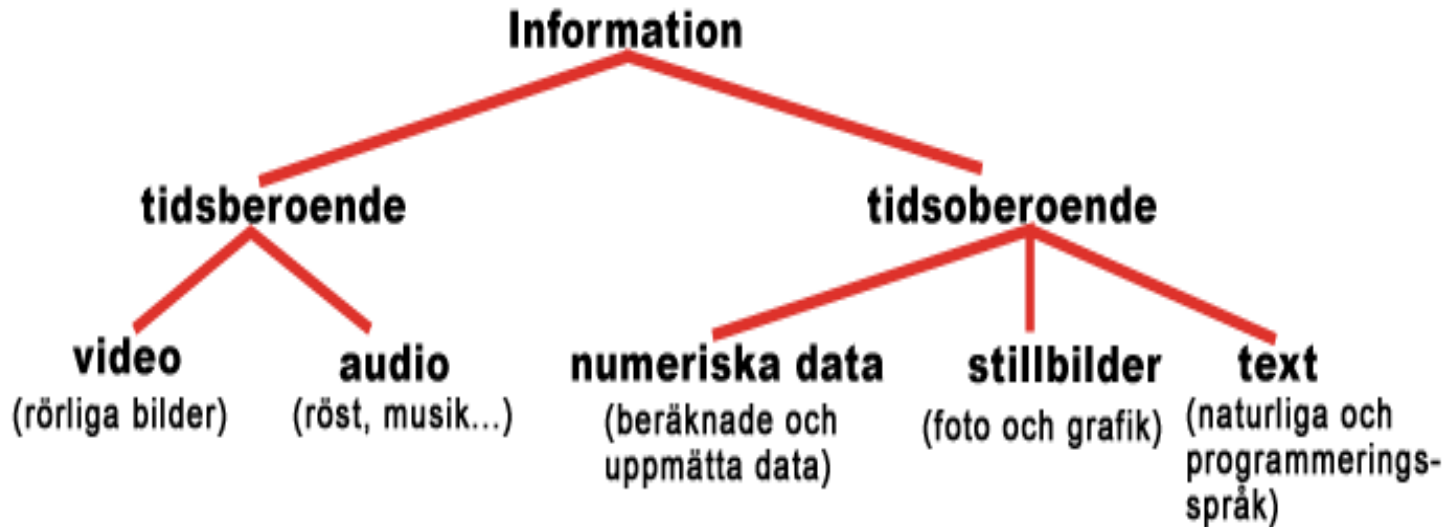 Information
tidsberoende
tidsoberoende
video
(rörliga bilder)
audio
(röst, musik...)
numeriska data
(beräknade och
uppmätta data)
stillbilder
(foto och grafik)
text
(naturliga och
programmerings-
språk)